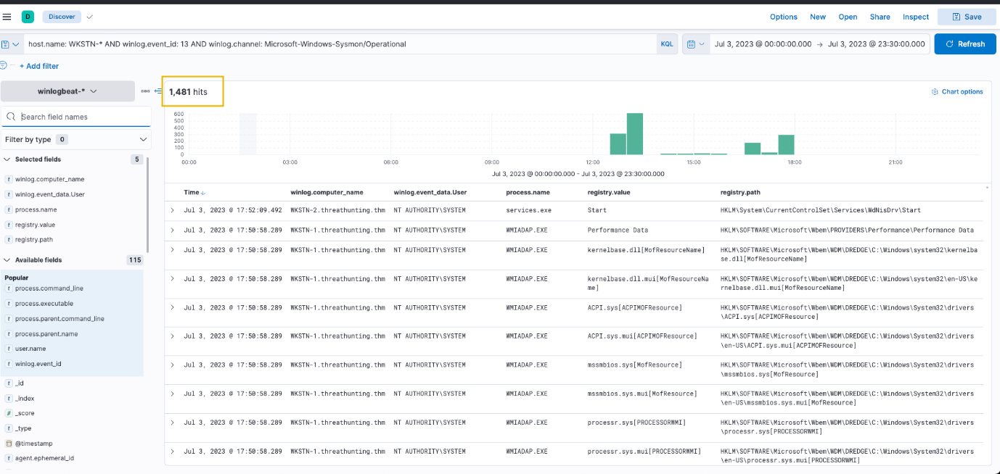 D Discover Options New Open Share Inspect Save
host.name: WKSTN-* AND winlog.event_id: 13 AND winlog.channel: Microsoft-Windows-Sysmon/Operational KQL Jul 3, 2023 @ 00:00:00.000 → Jul 3, 2023 @ 23:30:00.000 Refresh
+ Add filter
winlogbeat-*
1,481 hits
Chart options
Search field names
Filter by type 0
Selected fields 5
t winlog.computer_name
t winlog.event_data.User
t process.name
t registry.value
t registry.path
Available fields 115
Popular
t process.command_line
t process.executable
t process.parent.command_line
t process.parent.name
t user.name
t winlog.event_id
t _id
t _index
# _score
t _type
@timestamp
t agent.ephemeral_id
600
500
400
300
200
100
0
00:00 03:00 06:00 09:00 12:00 15:00 18:00 21:00
Jul 3, 2023 @ 00:00:00.000 - Jul 3, 2023 @ 23:30:00.000
Time ↓ winlog.computer_name winlog.event_data.User process.name registry.value registry.path
Jul 3, 2023 @ 17:52:09.492 WKSTN-2.threathunting.thm NT AUTHORITY\SYSTEM services.exe Start HKLM\System\CurrentControlSet\Services\WdNisDrv\Start
Jul 3, 2023 @ 17:50:58.289 WKSTN-1.threathunting.thm NT AUTHORITY\SYSTEM WMIADAP.EXE Performance Data HKLM\SOFTWARE\Microsoft\Wbem\PROVIDERS\Performance\Performance Data
Jul 3, 2023 @ 17:50:58.289 WKSTN-1.threathunting.thm NT AUTHORITY\SYSTEM WMIADAP.EXE kernelbase.dll[MofResourceName] HKLM\SOFTWARE\Microsoft\Wbem\WDM\DREDGE\C:\Windows\system32\kernelba
se.dll[MofResourceName]
Jul 3, 2023 @ 17:50:58.289 WKSTN-1.threathunting.thm NT AUTHORITY\SYSTEM WMIADAP.EXE kernelbase.dll.mui[MofResourceNa HKLM\SOFTWARE\Microsoft\Wbem\WDM\DREDGE\C:\Windows\system32\en-US\ke
me] rnelbase.dll.mui[MofResourceName]
Jul 3, 2023 @ 17:50:58.289 WKSTN-1.threathunting.thm NT AUTHORITY\SYSTEM WMIADAP.EXE ACPI.sys[ACPIMOFResource] HKLM\SOFTWARE\Microsoft\Wbem\WDM\DREDGE\C:\Windows\System32\drivers
\ACPI.sys[ACPIMOFResource]
Jul 3, 2023 @ 17:50:58.289 WKSTN-1.threathunting.thm NT AUTHORITY\SYSTEM WMIADAP.EXE ACPI.sys.mui[ACPIMOFResource] HKLM\SOFTWARE\Microsoft\Wbem\WDM\DREDGE\C:\Windows\System32\drivers
\en-US\ACPI.sys.mui[ACPIMOFResource]
Jul 3, 2023 @ 17:50:58.289 WKSTN-1.threathunting.thm NT AUTHORITY\SYSTEM WMIADAP.EXE mssmbios.sys[MofResource] HKLM\SOFTWARE\Microsoft\Wbem\WDM\DREDGE\C:\Windows\System32\drivers
\mssmbios.sys[MofResource]
Jul 3, 2023 @ 17:50:58.289 WKSTN-1.threathunting.thm NT AUTHORITY\SYSTEM WMIADAP.EXE mssmbios.sys.mui[MofResource] HKLM\SOFTWARE\Microsoft\Wbem\WDM\DREDGE\C:\Windows\System32\drivers
\en-US\mssmbios.sys.mui[MofResource]
Jul 3, 2023 @ 17:50:58.289 WKSTN-1.threathunting.thm NT AUTHORITY\SYSTEM WMIADAP.EXE processr.sys[PROCESSORWMI] HKLM\SOFTWARE\Microsoft\Wbem\WDM\DREDGE\C:\Windows\System32\drivers
\processr.sys[PROCESSORWMI]
Jul 3, 2023 @ 17:50:58.289 WKSTN-1.threathunting.thm NT AUTHORITY\SYSTEM WMIADAP.EXE processr.sys.mui[PROCESSORWMI] HKLM\SOFTWARE\Microsoft\Wbem\WDM\DREDGE\C:\Windows\System32\drivers
\en-US\processr.sys.mui[PROCESSORWMI]